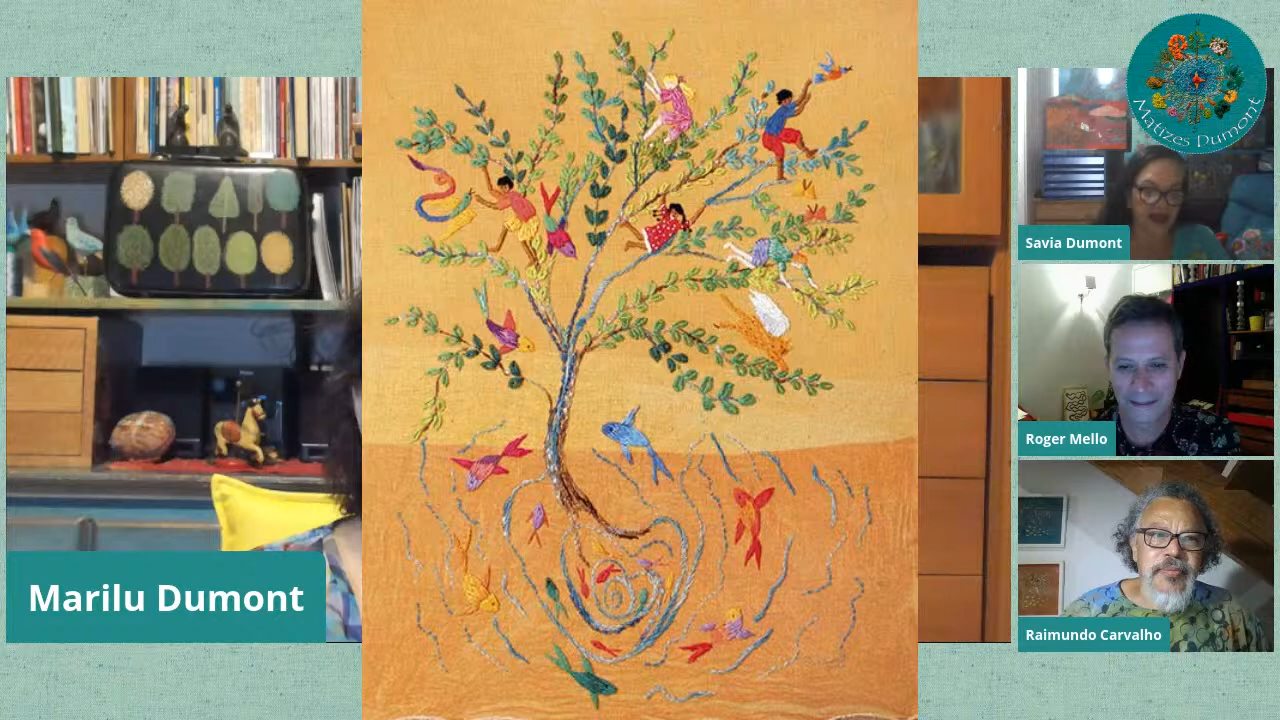 Matizes Dumont
Savia Dumont
Roger Mello
Marilu Dumont
Raimundo Carvalho